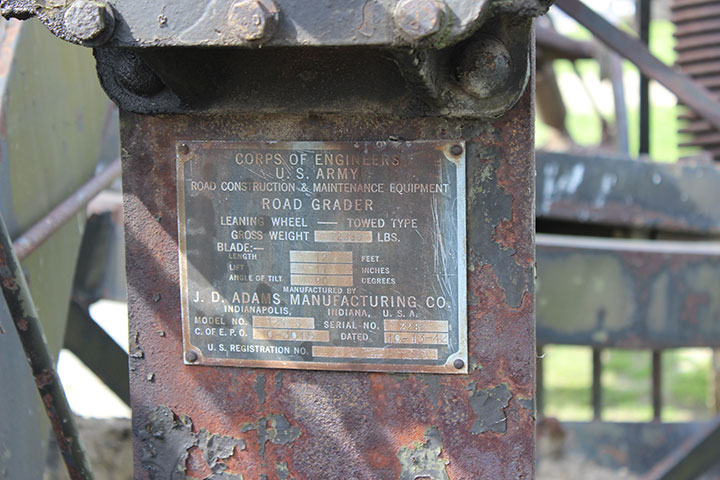 CORPS OF ENGINEERS
U. S. ARMY
ROAD CONSTRUCTION & MAINTENANCE EQUIPMENT
ROAD GRADER
LEANING WHEEL — TOWED TYPE
GROSS WEIGHT LBS.
BLADE:—
LENGTH 12 FEET
LIFT INCHES
ANGLE OF TILT DEGREES
MANUFACTURED BY
J. D. ADAMS MANUFACTURING CO.
INDIANAPOLIS, INDIANA, U. S. A.
MODEL NO. SERIAL NO.
C. OF E. P. O. DATED
U. S. REGISTRATION NO.